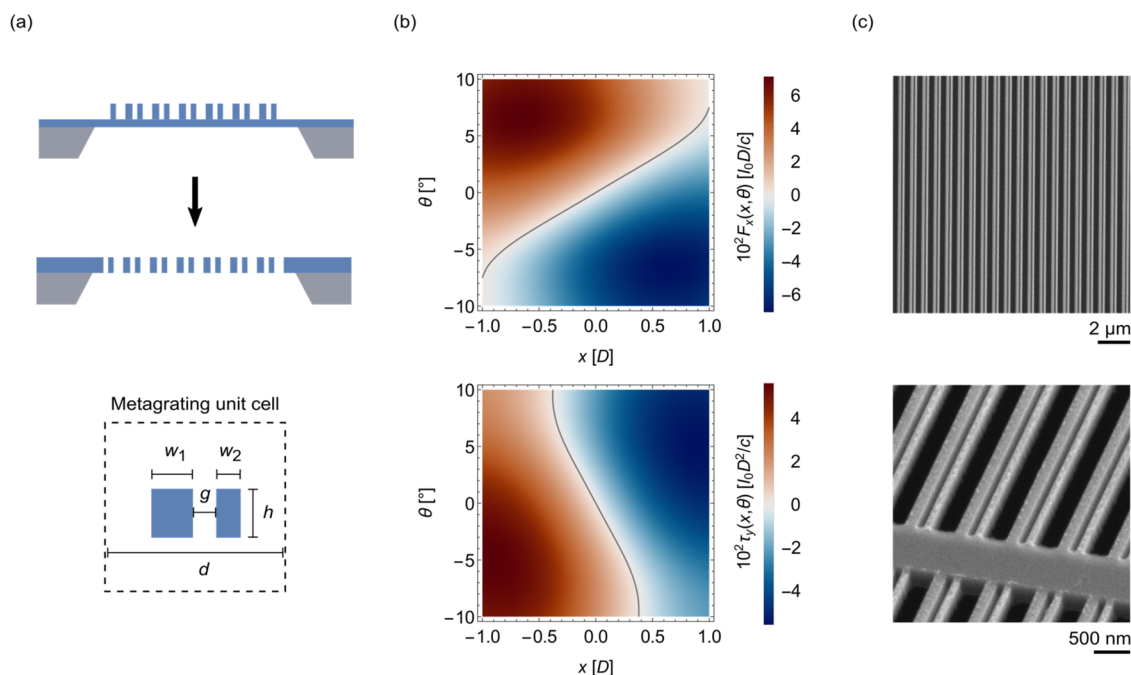 (a)
(b)
(c)
10
5
0
−5
−10
θ [°]
−1.0 −0.5 0.0 0.5 1.0
x [D]
6
4
2
0
−2
−4
−6
10²Fₓ(x,θ) [I₀D/c]
2 μm
Metagrating unit cell
w₁ w₂
g
h
d
10
5
0
−5
−10
θ [°]
−1.0 −0.5 0.0 0.5 1.0
x [D]
4
2
0
−2
−4
10²τᵧ(x,θ) [I₀D²/c]
500 nm